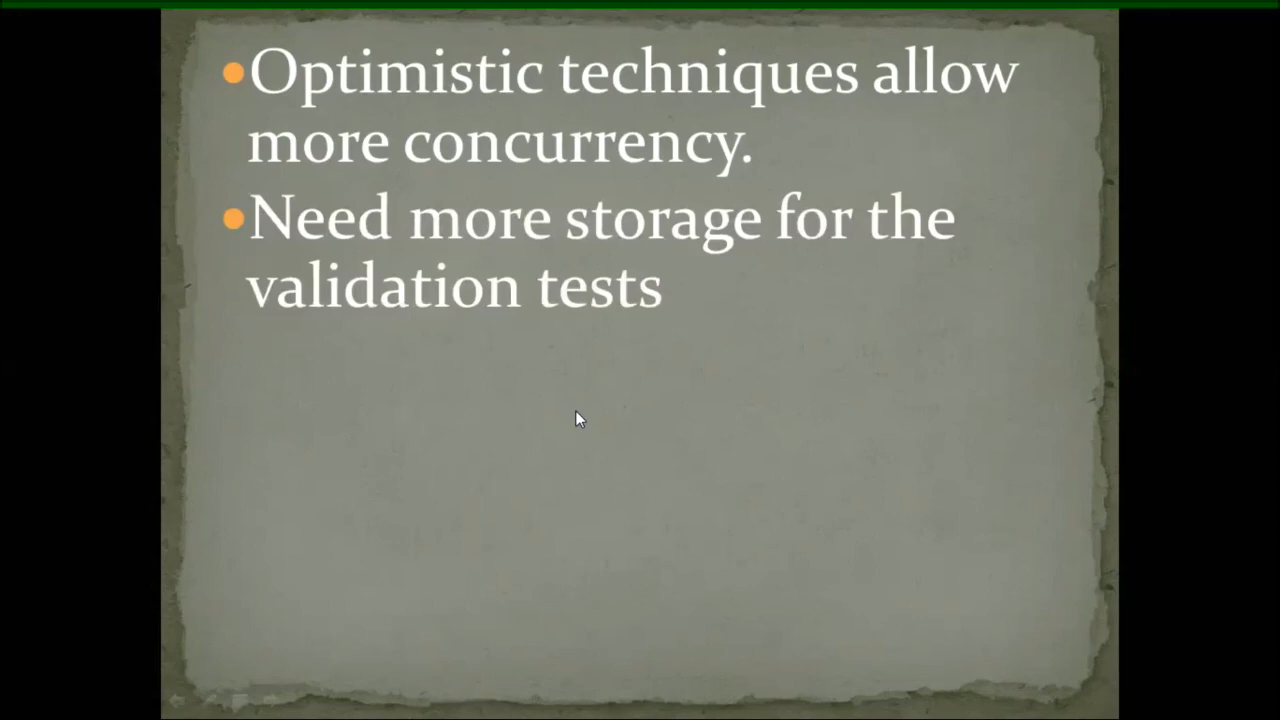 •Optimistic techniques allow
more concurrency.
•Need more storage for the
validation tests